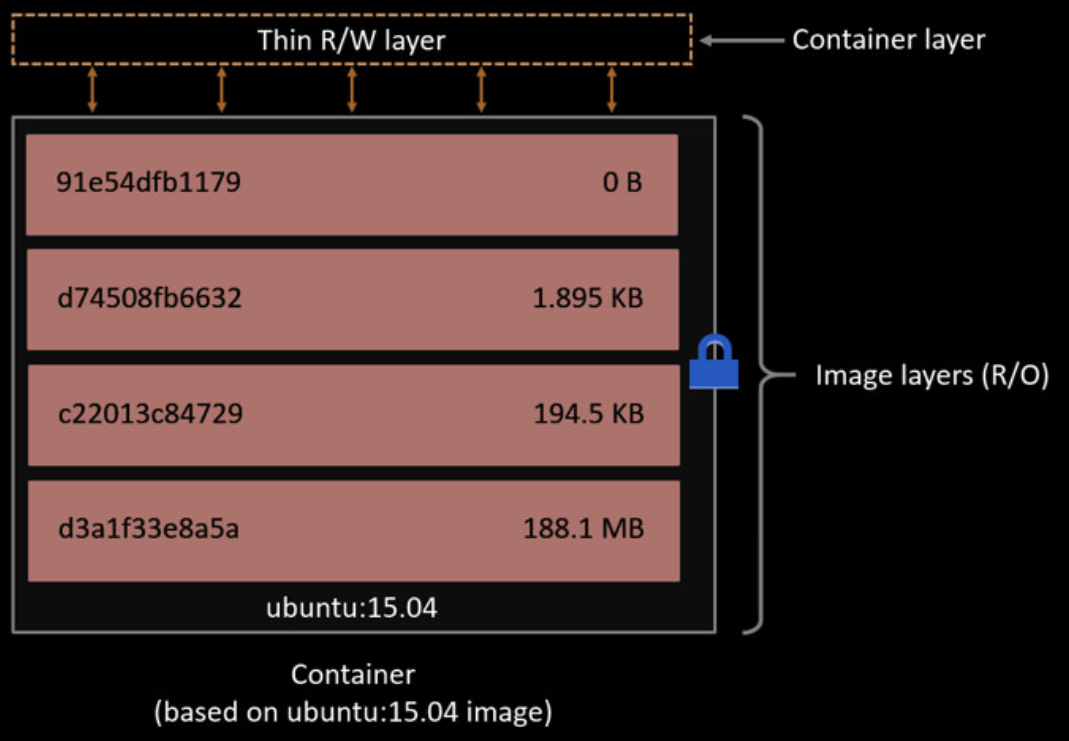 Thin R/W layer
Container layer
91e54dfb1179 0 B
d74508fb6632 1.895 KB
c22013c84729 194.5 KB
Image layers (R/O)
d3a1f33e8a5a 188.1 MB
ubuntu:15.04
Container
(based on ubuntu:15.04 image)